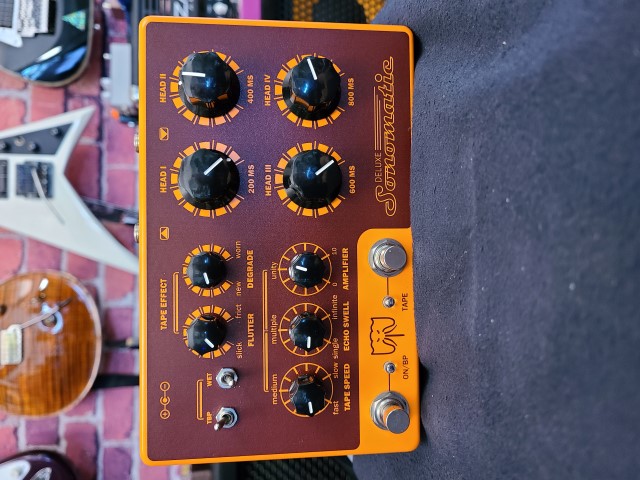 TAPE EFFECT
HEAD I
HEAD II
TBP
WET
slick
frict
new
worn
FLUTTER
DEGRADE
200 MS
400 MS
medium
multiple
unity
HEAD III
HEAD IV
fast
slow
single
infinite
0
10
TAPE SPEED
ECHO SWELL
AMPLIFIER
600 MS
800 MS
DELUXE
Sonomatic
ON/BP
TAPE